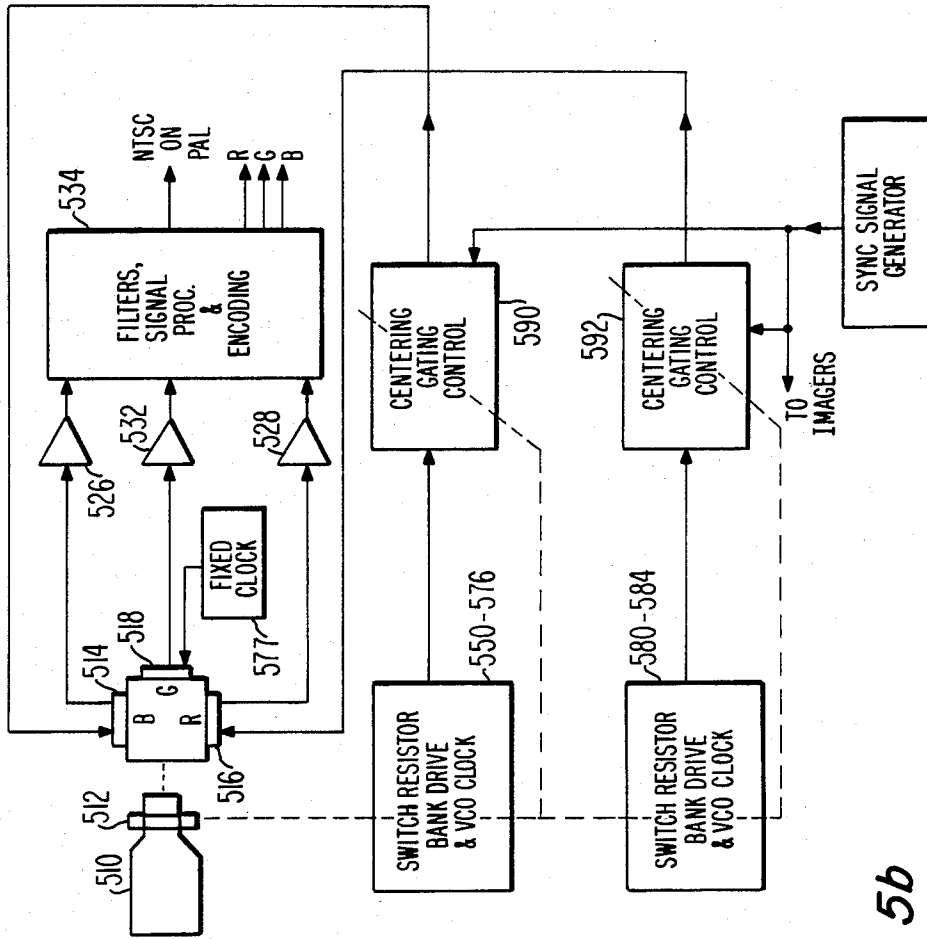 534
FILTERS,
SIGNAL
PROC.
&
ENCODING
NTSC
ON
PAL
R
G
B
526
532
528
514
518
B
G
R
516
FIXED
CLOCK
577
512
510
CENTERING
GATING
CONTROL
590
592
CENTERING
GATING
CONTROL
TO
IMAGERS
SYNC SIGNAL
GENERATOR
550-576
SWITCH RESISTOR
BANK DRIVE
& VCO CLOCK
580-584
SWITCH RESISTOR
BANK DRIVE
& VCO CLOCK
5b